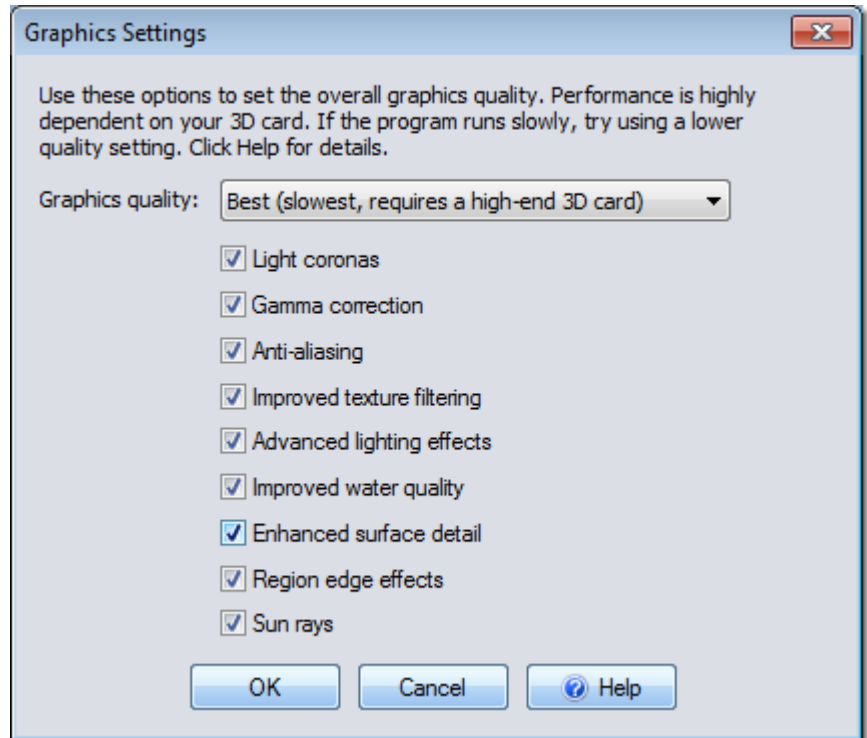 Graphics Settings
Use these options to set the overall graphics quality. Performance is highly
dependent on your 3D card. If the program runs slowly, try using a lower
quality setting. Click Help for details.
Graphics quality: Best (slowest, requires a high-end 3D card)
Light coronas
Gamma correction
Anti-aliasing
Improved texture filtering
Advanced lighting effects
Improved water quality
Enhanced surface detail
Region edge effects
Sun rays
OK Cancel Help